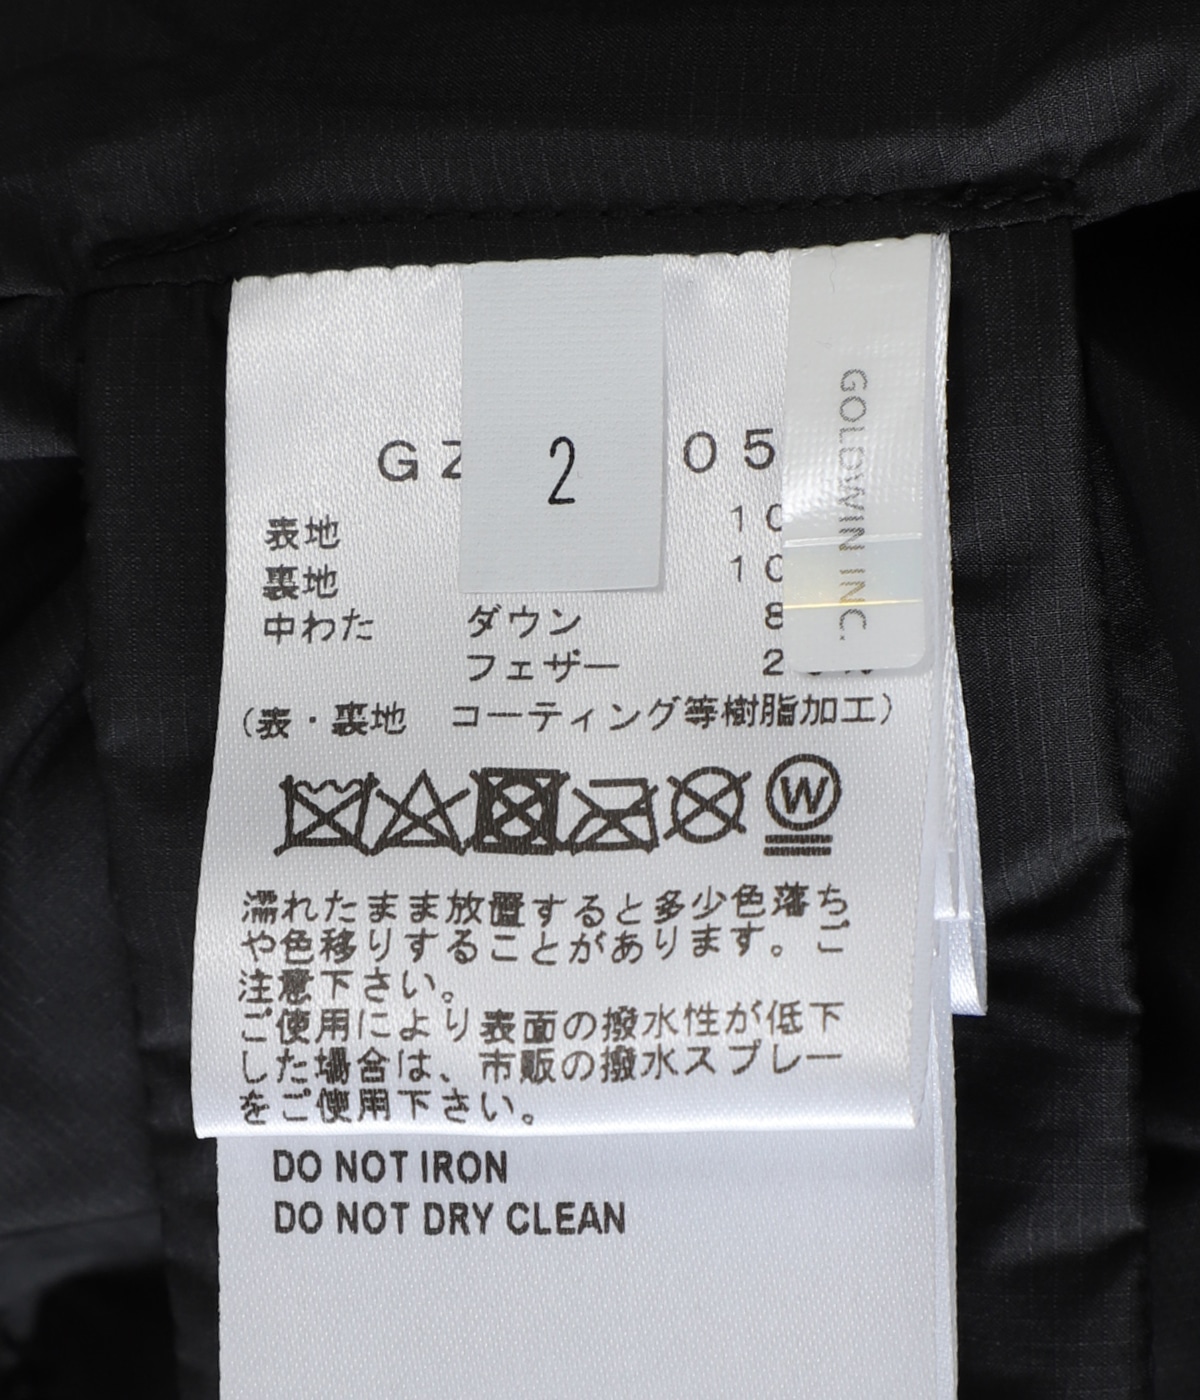 2
GZ 05
GOLDWIN INC.
表地 10
裏地 10
中わた ダウン 8
フェザー 2
(表・裏地 コーティング等樹脂加工)
W
濡れたまま放置すると多少色落ち
や色移りすることがあります。ご
注意下さい。
ご使用により表面の撥水性が低下
した場合は、市販の撥水スプレー
をご使用下さい。
DO NOT IRON
DO NOT DRY CLEAN